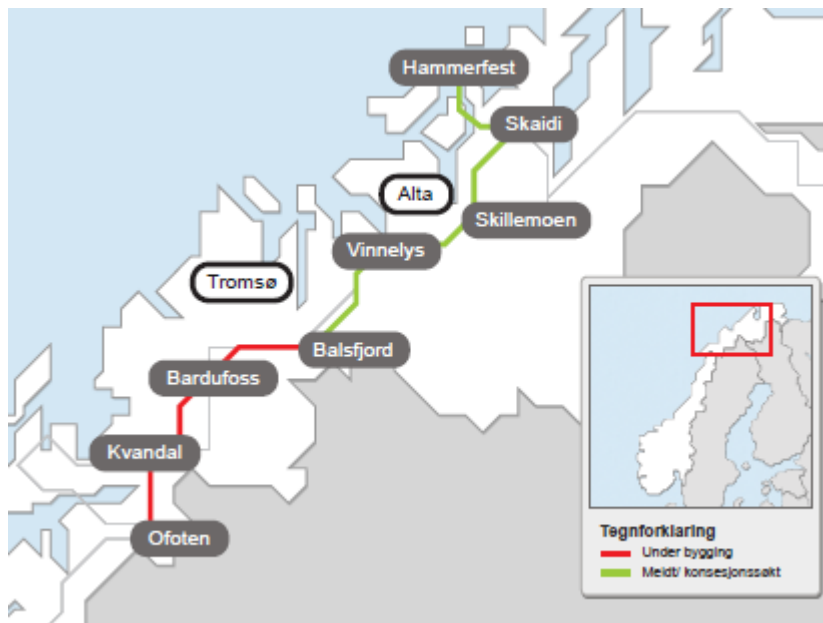 Hammerfest
Skaidi
Alta
Skillemoen
Vinnelys
Tromsø
Balsfjord
Bardufoss
Kvandal
Ofoten
Tegnforklaring
Under bygging
Meldt/ konsesjonssøkt